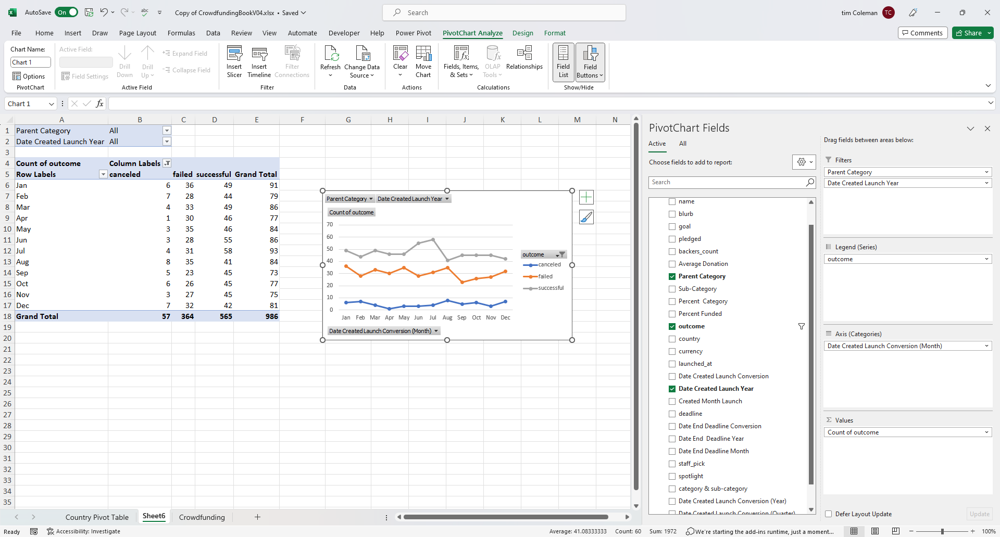 AutoSave On Copy of CrowdfundingBookV04.xlsx • Saved Search tim Coleman TC
File Home Insert Draw Page Layout Formulas Data Review View Automate Developer Help Power Pivot PivotChart Analyze Design Format Comments Share
Chart Name:
Chart 1
Options
PivotChart
Active Field:
Field Settings
Drill Down
Drill Up
Expand Field
Collapse Field
Active Field
Insert Slicer
Insert Timeline
Filter Connections
Filter
Refresh
Change Data Source
Data
Clear
Move Chart
Actions
Fields, Items, & Sets
OLAP Tools
Relationships
Calculations
Field List
Field Buttons
Show/Hide
Chart 1 fx
A B C D E F G H I J K L M N
1 Parent Category All
2 Date Created Launch Year All
3
4 Count of outcome Column Labels
5 Row Labels canceled failed successful Grand Total
6 Jan 6 36 49 91
7 Feb 7 28 44 79
8 Mar 4 33 49 86
9 Apr 1 30 46 77
10 May 3 35 46 84
11 Jun 3 28 55 86
12 Jul 4 31 58 93
13 Aug 8 35 41 84
14 Sep 5 23 45 73
15 Oct 6 26 45 77
16 Nov 3 27 45 75
17 Dec 7 32 42 81
18 Grand Total 57 364 565 986
19
20
21
22
23
24
25
26
27
28
29
30
31
32
33
34
35
Parent Category Date Created Launch Year
Count of outcome
70
60
50
40
30
20
10
0
Jan Feb Mar Apr May Jun Jul Aug Sep Oct Nov Dec
outcome
canceled
failed
successful
Date Created Launch Conversion (Month)
PivotChart Fields
Active All
Choose fields to add to report:
Search
name
blurb
goal
pledged
backers_count
Average Donation
Parent Category
Sub-Category
Percent  Category
Percent Funded
outcome
country
currency
launched_at
Date Created Launch Conversion
Date Created Launch Year
Created Month Launch
deadline
Date End Deadline Conversion
Date End  Deadline Year
Date End Deadline Month
staff_pick
spotlight
category & sub-category
Date Created Launch Conversion (Year)
Date Created Launch Conversion (Quarter)
Drag fields between areas below:
Filters
Parent Category
Date Created Launch Year
Legend (Series)
outcome
Axis (Categories)
Date Created Launch Conversion (Month)
Σ Values
Count of outcome
Defer Layout Update Update
Country Pivot Table Sheet6 Crowdfunding
Ready Accessibility: Investigate Average: 41.08333333 Count: 60 Sum: 1972 We're starting the add-ins runtime, just a moment... 100%